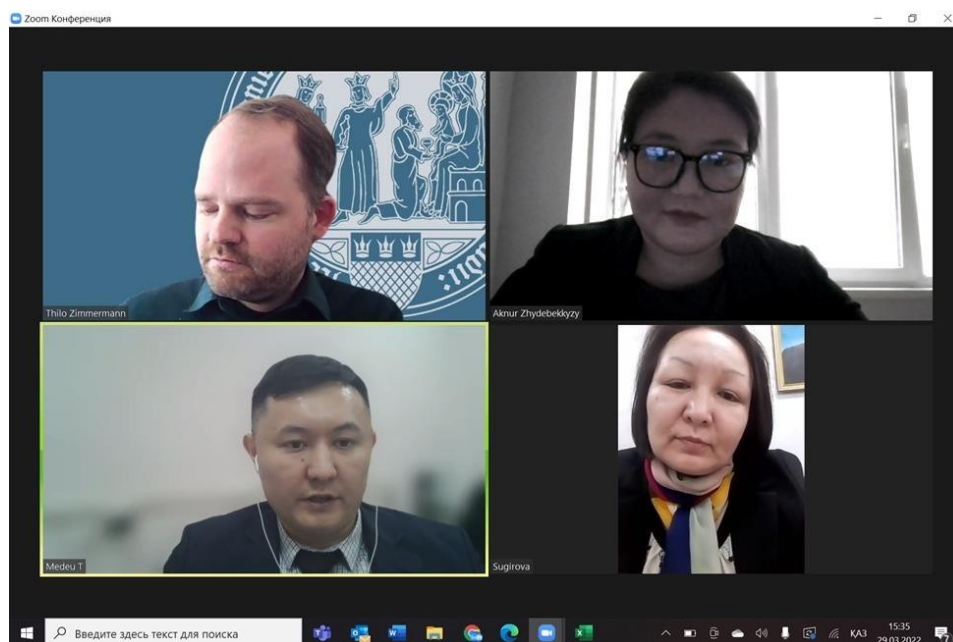 Zoom Конференция
Thilo Zimmermann
Aknur Zhydebekkyzy
Medeu T
Sugirova
Введите здесь текст для поиска
ҚАЗ
15:35
29.03.2022
7